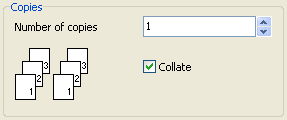 Copies
Number of copies 1
3 3
2 2
1 1 Collate